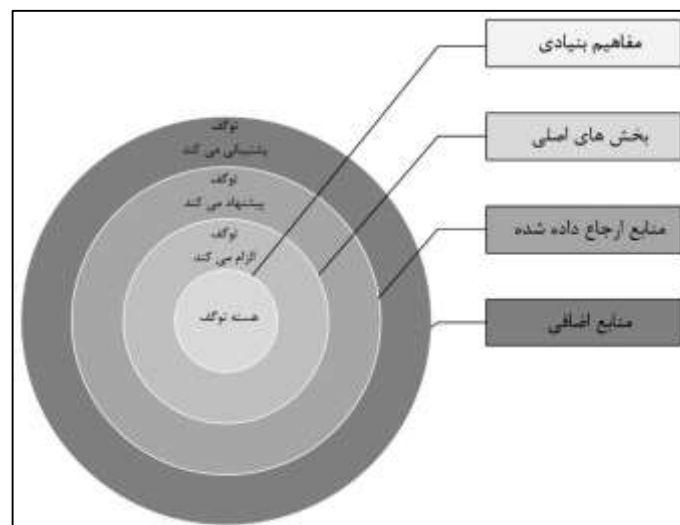 مفاهیم بنیادی
بخش های اصلی
منابع ارجاع داده شده
منابع اضافی
توگف
پشتیبانی می کند
توگف
پیشنهاد می کند
توگف
الزام می کند
هسته توگف